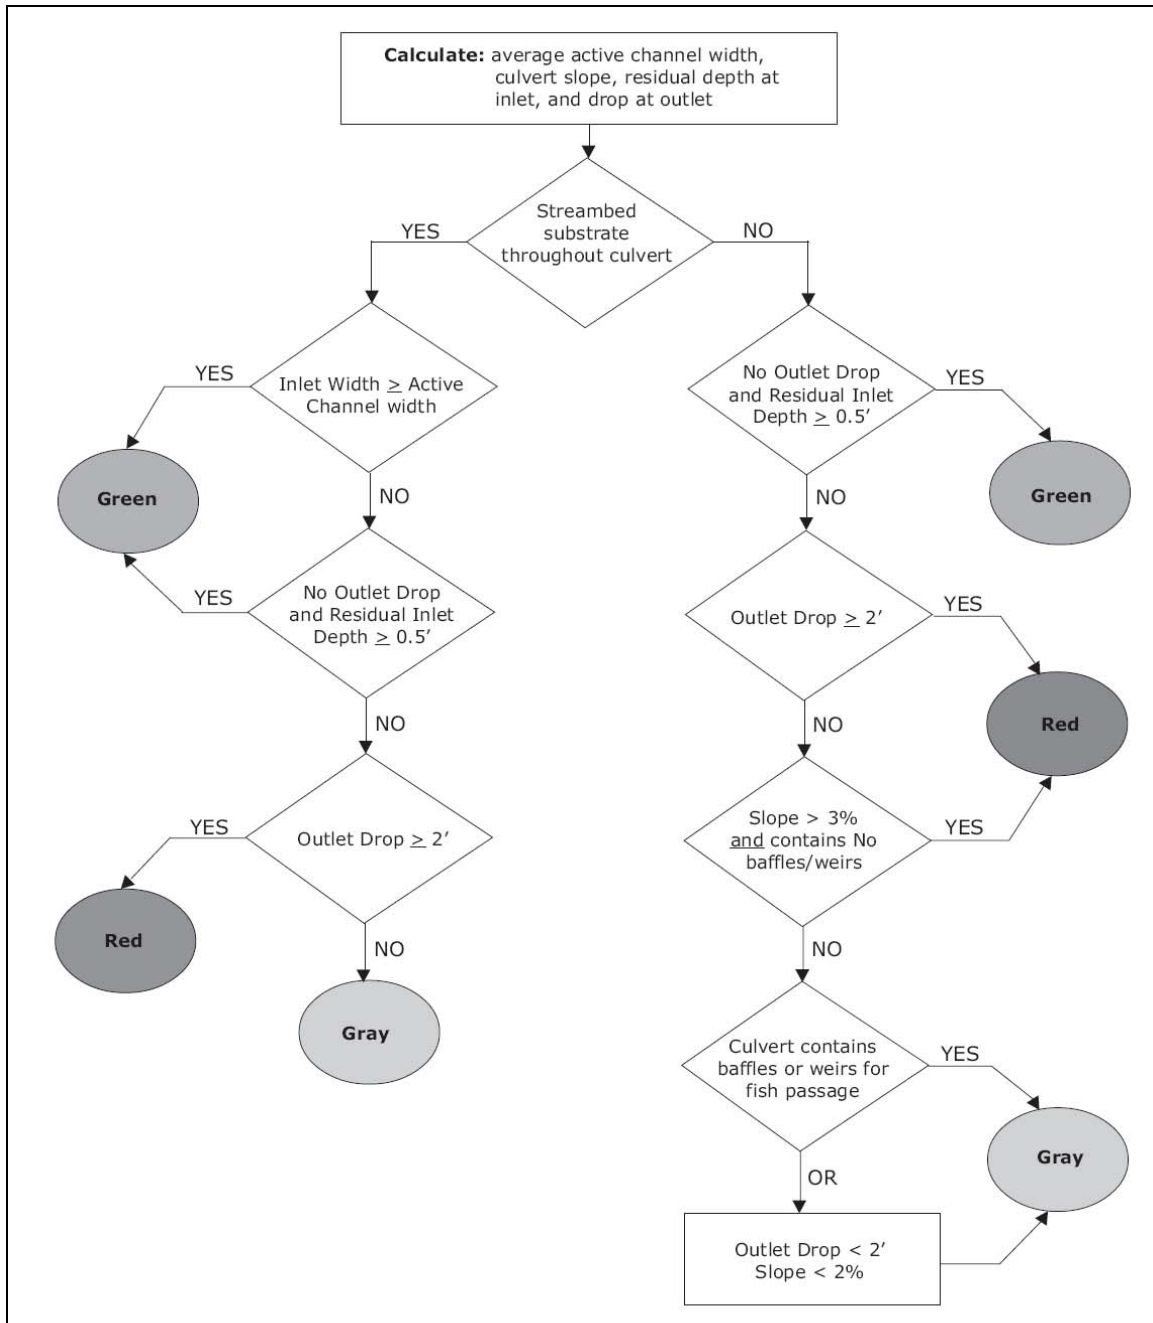 Calculate: average active channel width,
culvert slope, residual depth at
inlet, and drop at outlet
Streambed
substrate
throughout culvert
YES
NO
Inlet Width ≥ Active
Channel width
YES
Green
NO
No Outlet Drop
and Residual Inlet
Depth ≥ 0.5′
YES
NO
Outlet Drop ≥ 2′
YES
Red
NO
Gray
No Outlet Drop
and Residual Inlet
Depth ≥ 0.5′
YES
Green
NO
Outlet Drop ≥ 2′
YES
Red
NO
Slope > 3%
and contains No
baffles/weirs
YES
NO
Culvert contains
baffles or weirs for
fish passage
YES
Gray
OR
Outlet Drop < 2′
Slope < 2%